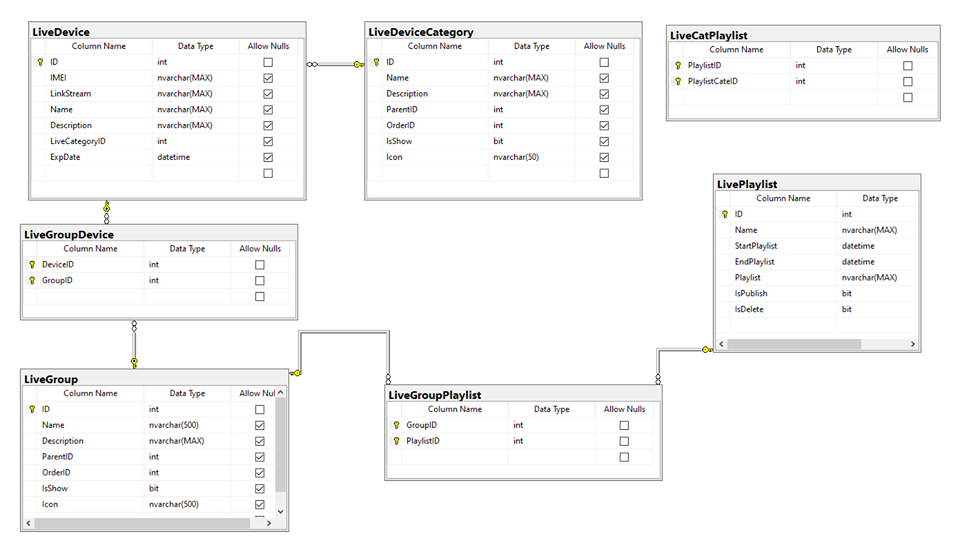 LiveDevice
Column Name Data Type Allow Nulls
ID int
IMEI nvarchar(MAX)
LinkStream nvarchar(MAX)
Name nvarchar(MAX)
Description nvarchar(MAX)
LiveCategoryID int
ExpDate datetime
LiveDeviceCategory
Column Name Data Type Allow Nulls
ID int
Name nvarchar(MAX)
Description nvarchar(MAX)
ParentID int
OrderID int
IsShow bit
Icon nvarchar(50)
LiveCatPlaylist
Column Name Data Type Allow Nulls
PlaylistID int
PlaylistCateID int
LivePlaylist
Column Name Data Type
ID int
Name nvarchar(MAX)
StartPlaylist datetime
EndPlaylist datetime
Playlist nvarchar(MAX)
IsPublish bit
IsDelete bit
LiveGroupDevice
Column Name Data Type Allow Nulls
DeviceID int
GroupID int
LiveGroup
Column Name Data Type Allow Nul
ID int
Name nvarchar(500)
Description nvarchar(MAX)
ParentID int
OrderID int
IsShow bit
Icon nvarchar(500)
LiveGroupPlaylist
Column Name Data Type Allow Nulls
GroupID int
PlaylistID int